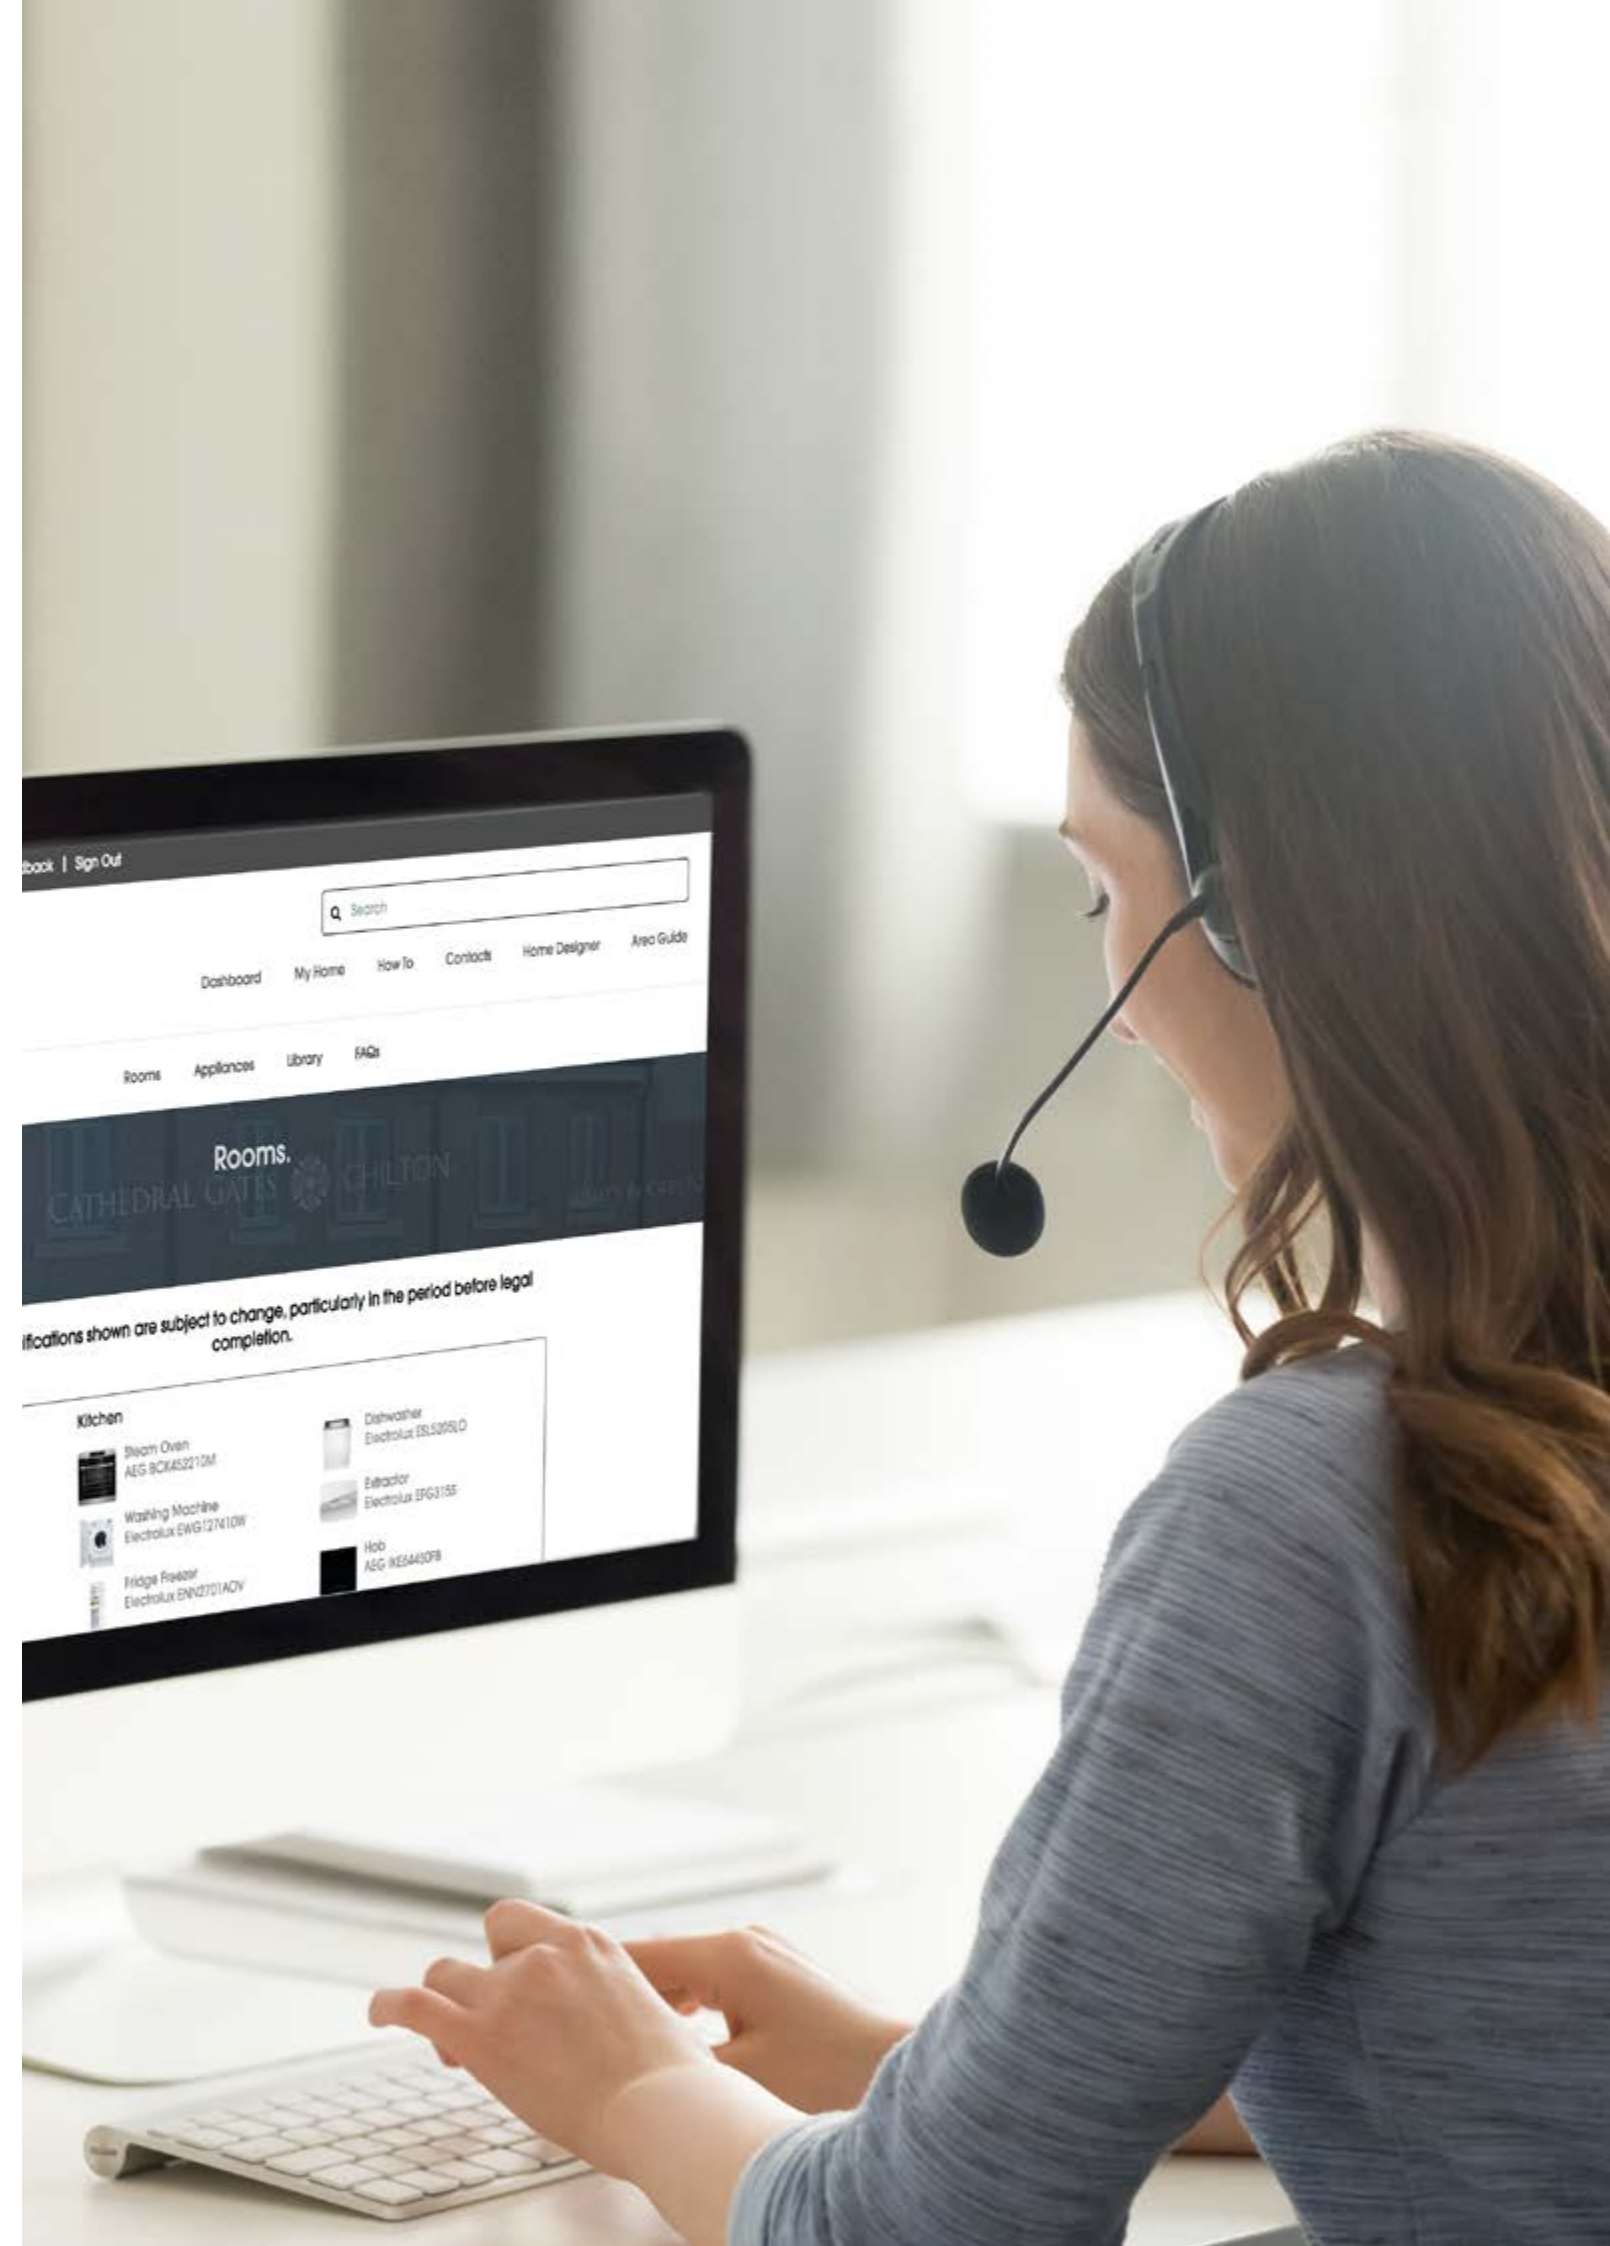 back | Sign Out
Search
Dashboard My Home How To Contacts Home Designer Area Guide
Rooms Appliances Library FAQs
Rooms.
CATHEDRAL GATES CHILTON
ifications shown are subject to change, particularly in the period before legal
completion.
Kitchen
Steam Oven
AEG BCK452210M
Washing Machine
Electrolux EWG127410W
Fridge Freezer
Electrolux ENN2701AOV
Dishwasher
Electrolux ESL5205LO
Extractor
Electrolux
Hob
AEG